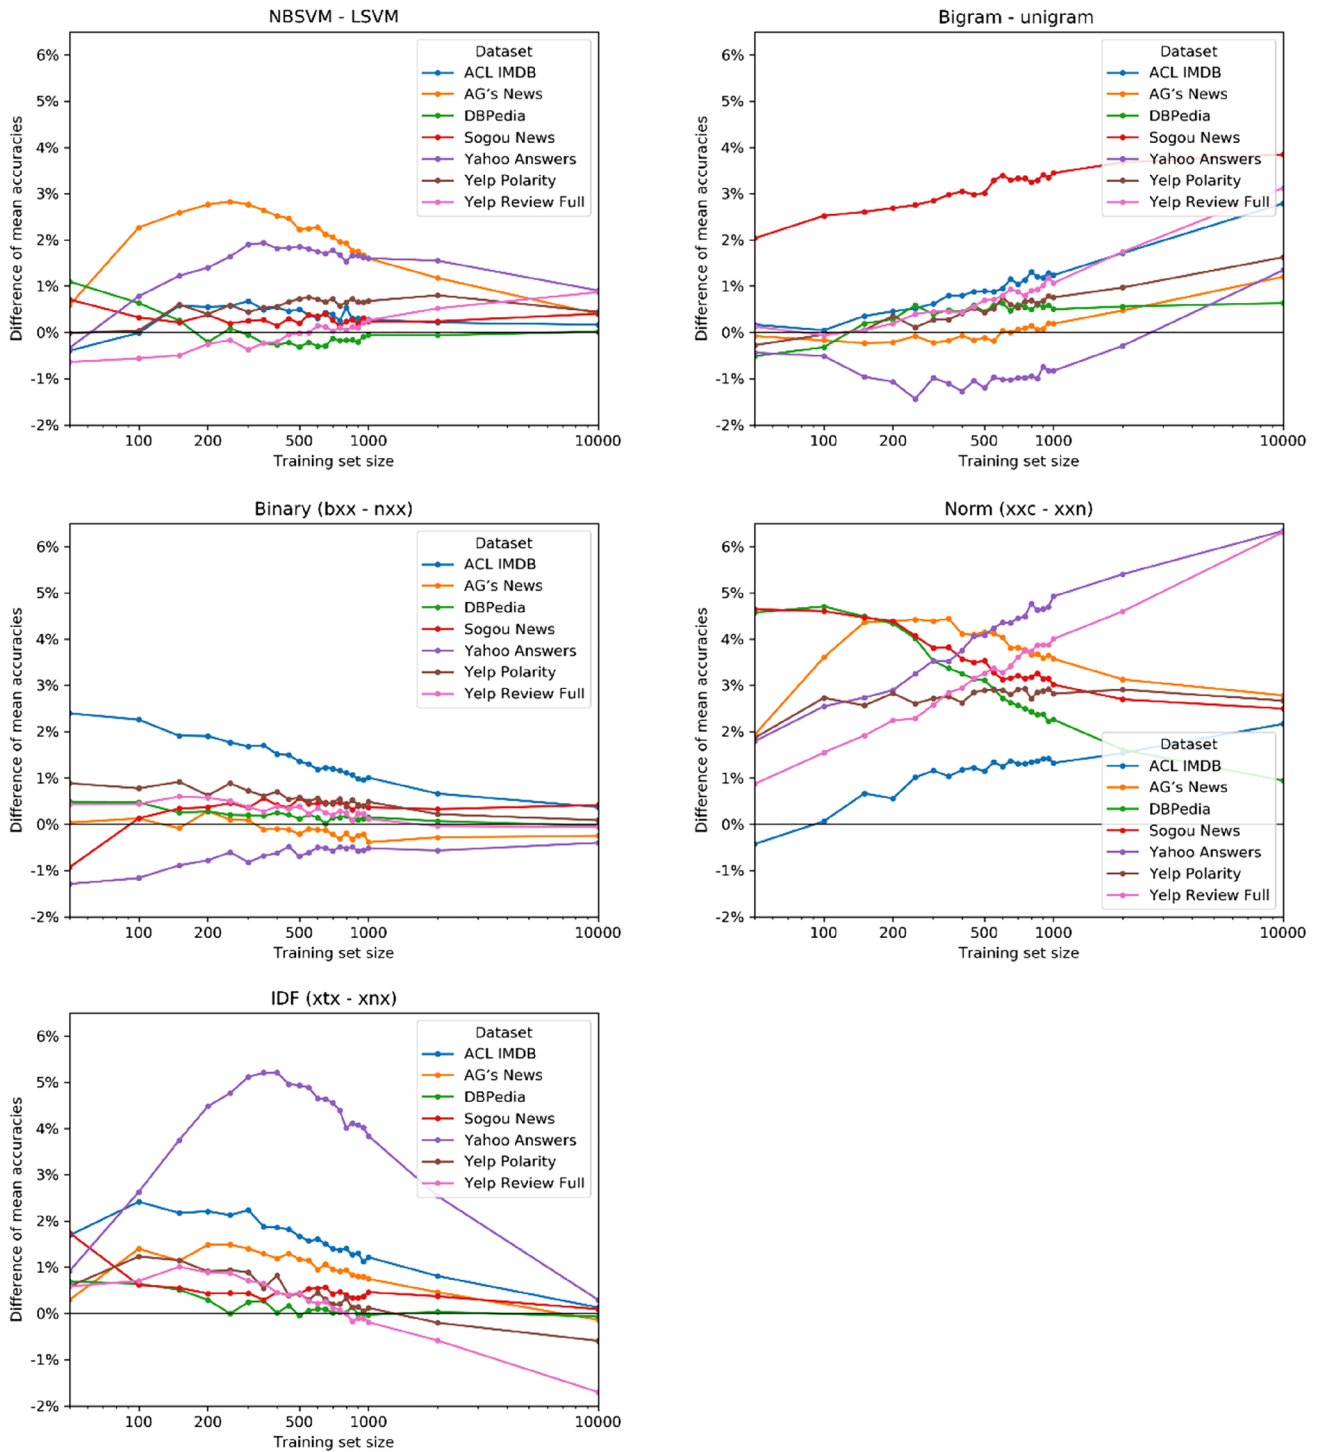 NBSVM - LSVM
Difference of mean accuracies
6%
5%
4%
3%
2%
1%
0%
-1%
-2%
Dataset
ACL IMDB
AG's News
DBPedia
Sogou News
Yahoo Answers
Yelp Polarity
Yelp Review Full
100 200 500 1000 10000
Training set size
Bigram - unigram
Difference of mean accuracies
6%
5%
4%
3%
2%
1%
0%
-1%
-2%
Dataset
ACL IMDB
AG's News
DBPedia
Sogou News
Yahoo Answers
Yelp Polarity
Yelp Review Full
100 200 500 1000 10000
Training set size
Binary (bxx - nxx)
Difference of mean accuracies
6%
5%
4%
3%
2%
1%
0%
-1%
-2%
Dataset
ACL IMDB
AG's News
DBPedia
Sogou News
Yahoo Answers
Yelp Polarity
Yelp Review Full
100 200 500 1000 10000
Training set size
Norm (xxc - xxn)
Difference of mean accuracies
6%
5%
4%
3%
2%
1%
0%
-1%
-2%
Dataset
ACL IMDB
AG's News
DBPedia
Sogou News
Yahoo Answers
Yelp Polarity
Yelp Review Full
100 200 500 1000 10000
Training set size
IDF (xtx - xnx)
Difference of mean accuracies
6%
5%
4%
3%
2%
1%
0%
-1%
-2%
Dataset
ACL IMDB
AG's News
DBPedia
Sogou News
Yahoo Answers
Yelp Polarity
Yelp Review Full
100 200 500 1000 10000
Training set size